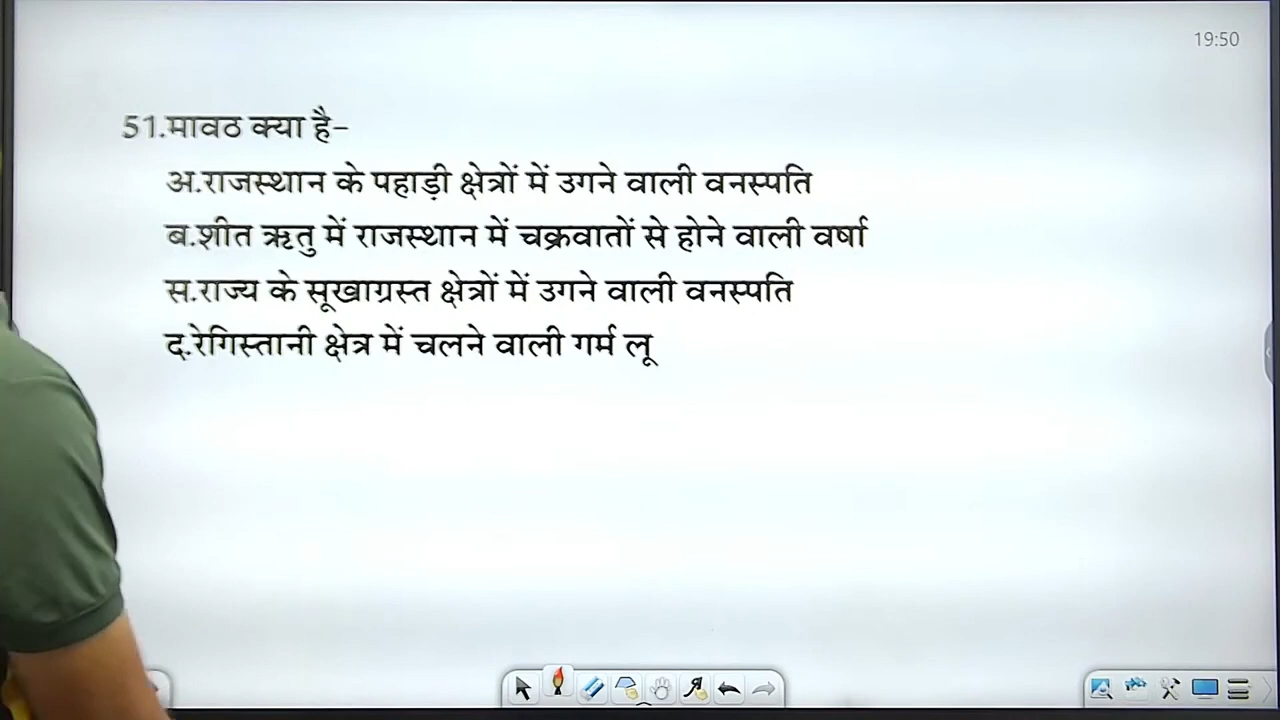 19:50
51.मावठ क्या है-
अ.राजस्थान के पहाड़ी क्षेत्रों में उगने वाली वनस्पति
ब.शीत ऋतु में राजस्थान में चक्रवातों से होने वाली वर्षा
स.राज्य के सूखाग्रस्त क्षेत्रों में उगने वाली वनस्पति
द.रेगिस्तानी क्षेत्र में चलने वाली गर्म लू